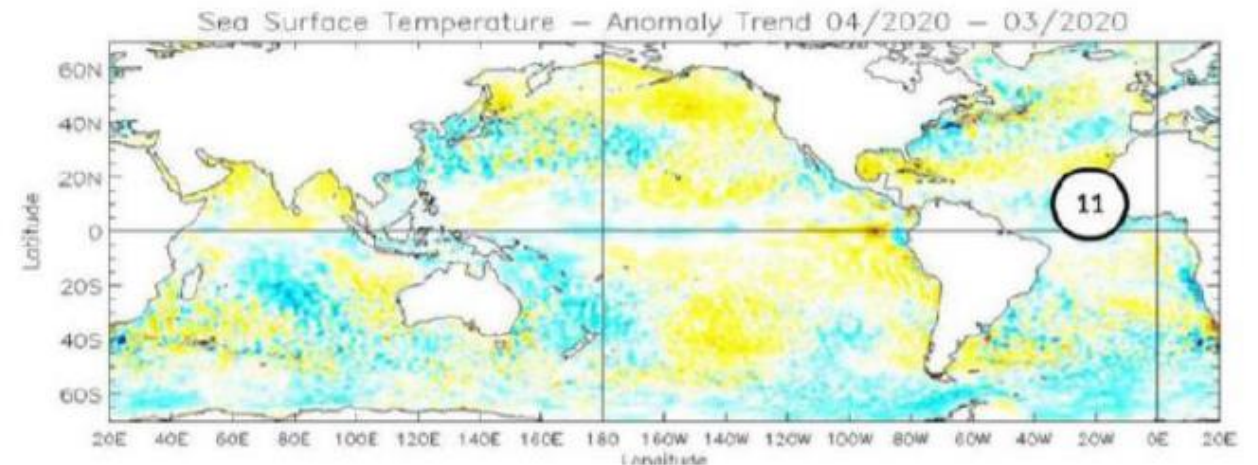 Sea Surface Temperature — Anomaly Trend 04/2020 — 03/2020
60N
40N
20N
0
20S
40S
60S
Latitude
11
20E 40E 60E 80E 100E 120E 140E 160E 180 160W 140W 120W 100W 80W 60W 40W 20W 0E 20E
Longitude